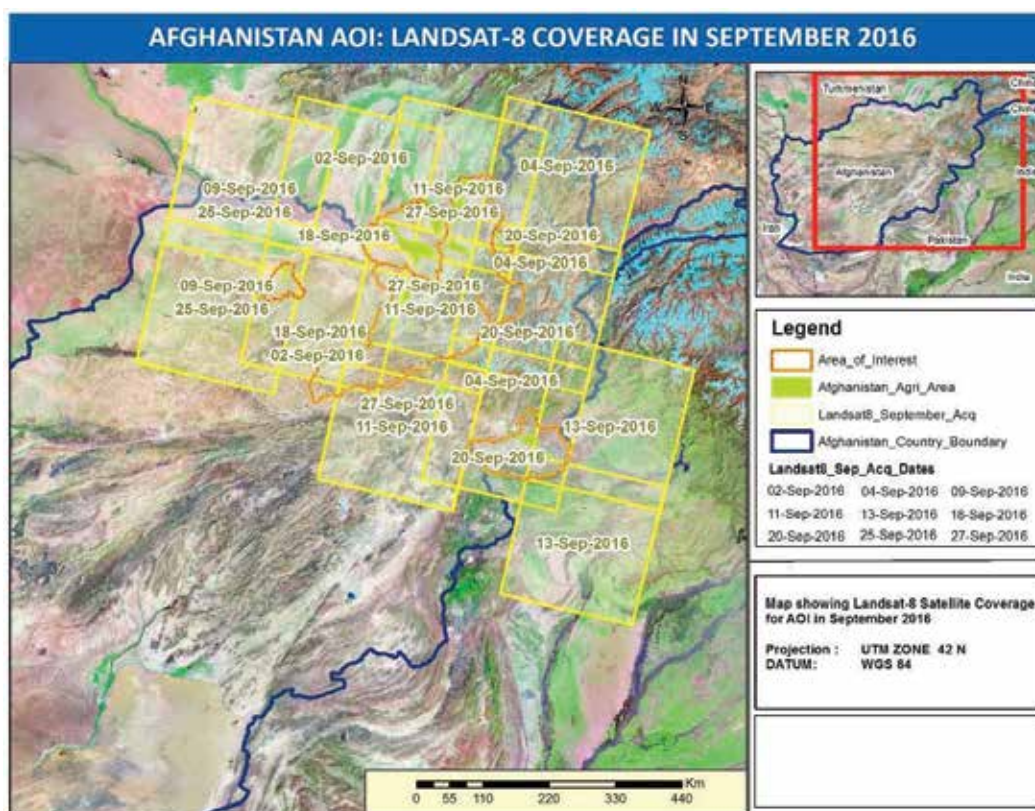 AFGHANISTAN AOI: LANDSAT-8 COVERAGE IN SEPTEMBER 2016
02-Sep-2016
04-Sep-2016
09-Sep-2016
11-Sep-2016
25-Sep-2016
27-Sep-2016
18-Sep-2016
20-Sep-2016
04-Sep-2016
09-Sep-2016
27-Sep-2016
25-Sep-2016
11-Sep-2016
18-Sep-2016
20-Sep-2016
02-Sep-2016
04-Sep-2016
27-Sep-2016
11-Sep-2016
13-Sep-2016
20-Sep-2016
13-Sep-2016
W E
S
Km
0 55 110 220 330 440
Afghanistan
Iran
Pakistan
India
Legend
Area_of_Interest
Afghanistan_Agri_Area
Landsat8_September_Acq
Afghanistan_Country_Boundary
Landsat8_Sep_Acq_Dates
02-Sep-2016 04-Sep-2016 09-Sep-2016
11-Sep-2016 13-Sep-2016 18-Sep-2016
20-Sep-2016 25-Sep-2016 27-Sep-2016
Map showing Landsat-8 Satellite Coverage
for AOI in September 2016
Projection : UTM ZONE 42 N
DATUM: WGS 84